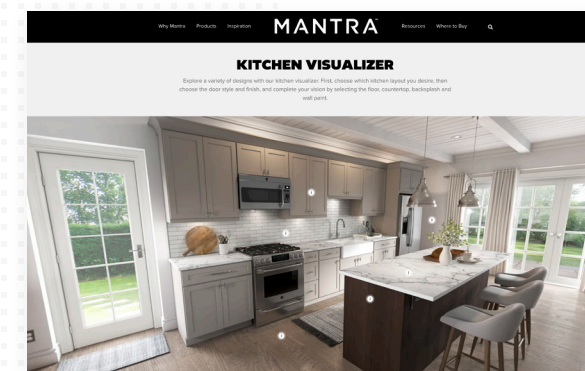 Why Mantra Products Inspiration MANTRA Resources Where to Buy
KITCHEN VISUALIZER
Explore a variety of designs with our kitchen visualizer. First, choose which kitchen layout you desire, then
choose the door style and finish, and complete your vision by selecting the floor, countertop, backsplash and
wall paint.